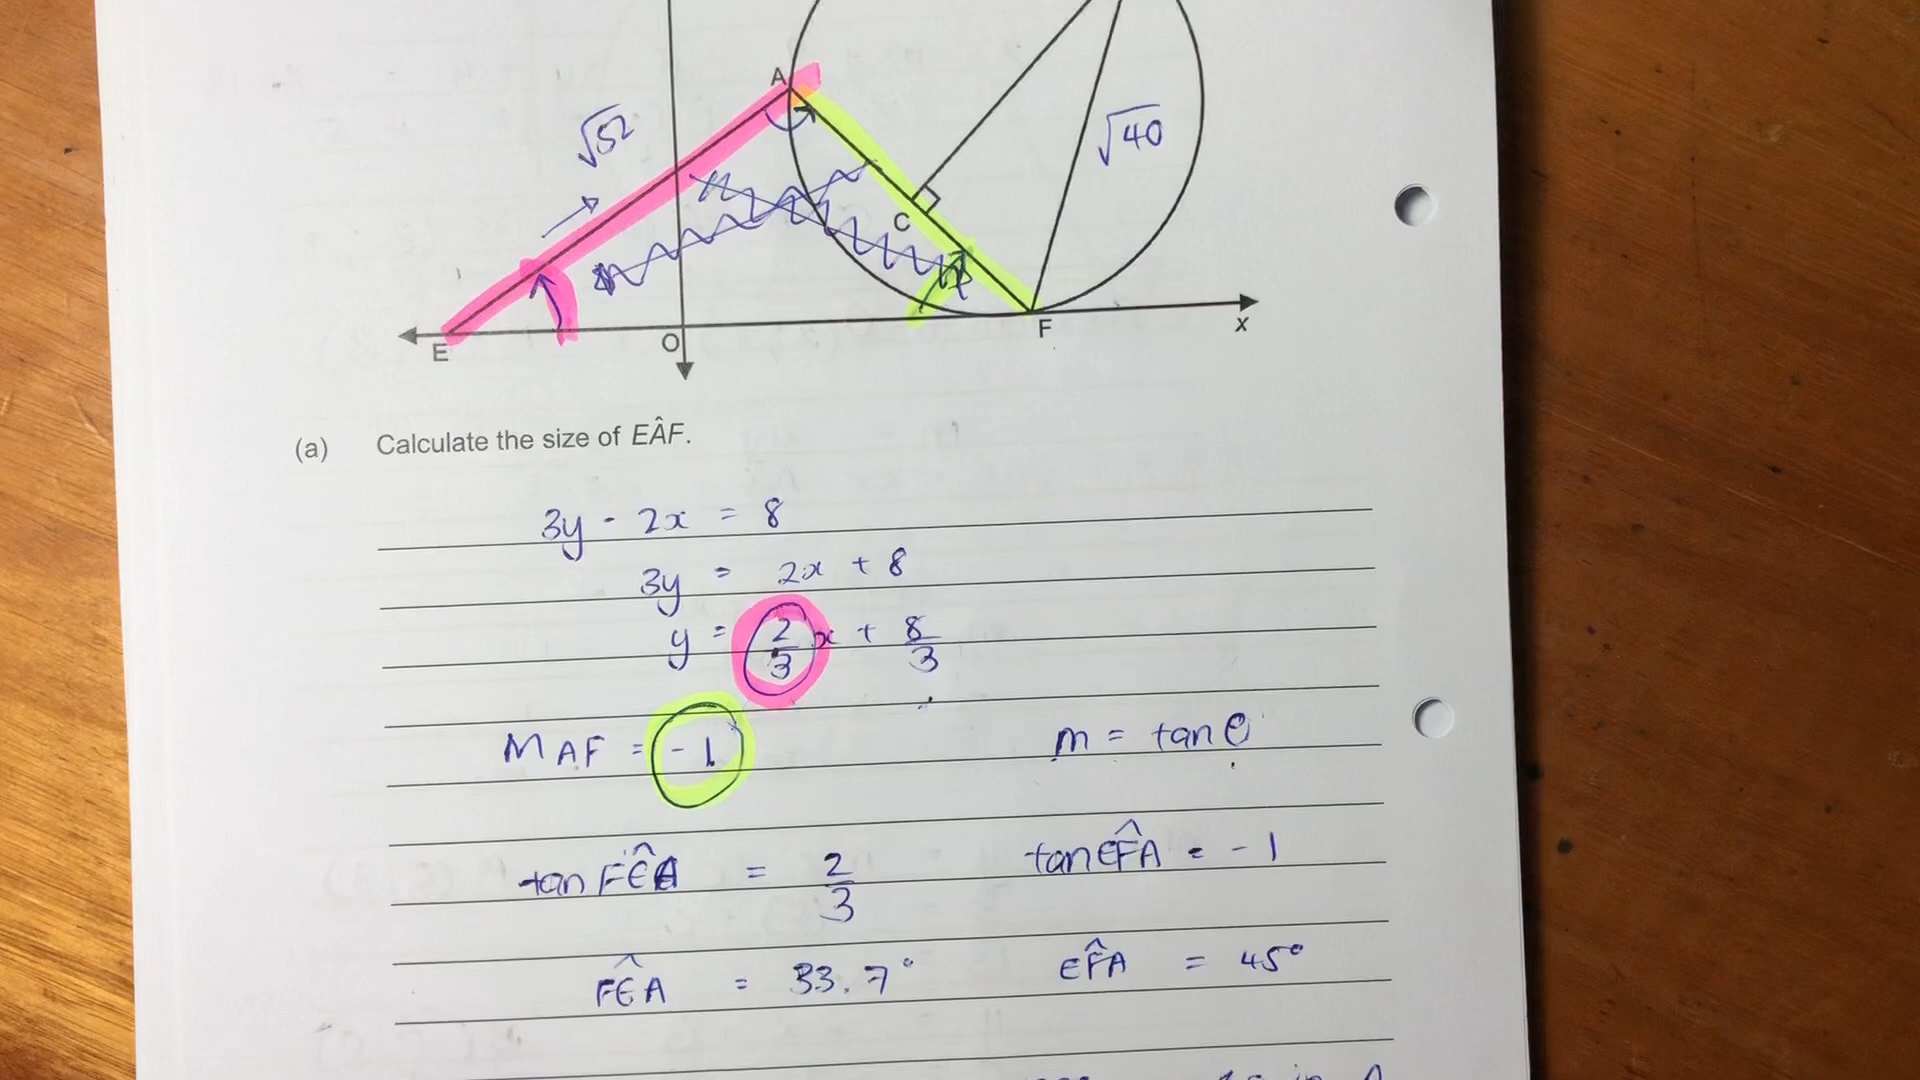 A
√52
√40
C
E
O
F
x
(a) Calculate the size of EÂF.
3y - 2x = 8
3y = 2x + 8
y = 2/3 x + 8/3
MAF = -1
m = tan θ
tan FÊA = 2/3
tan EF̂A = -1
FÊA = 33.7°
EF̂A = 45°